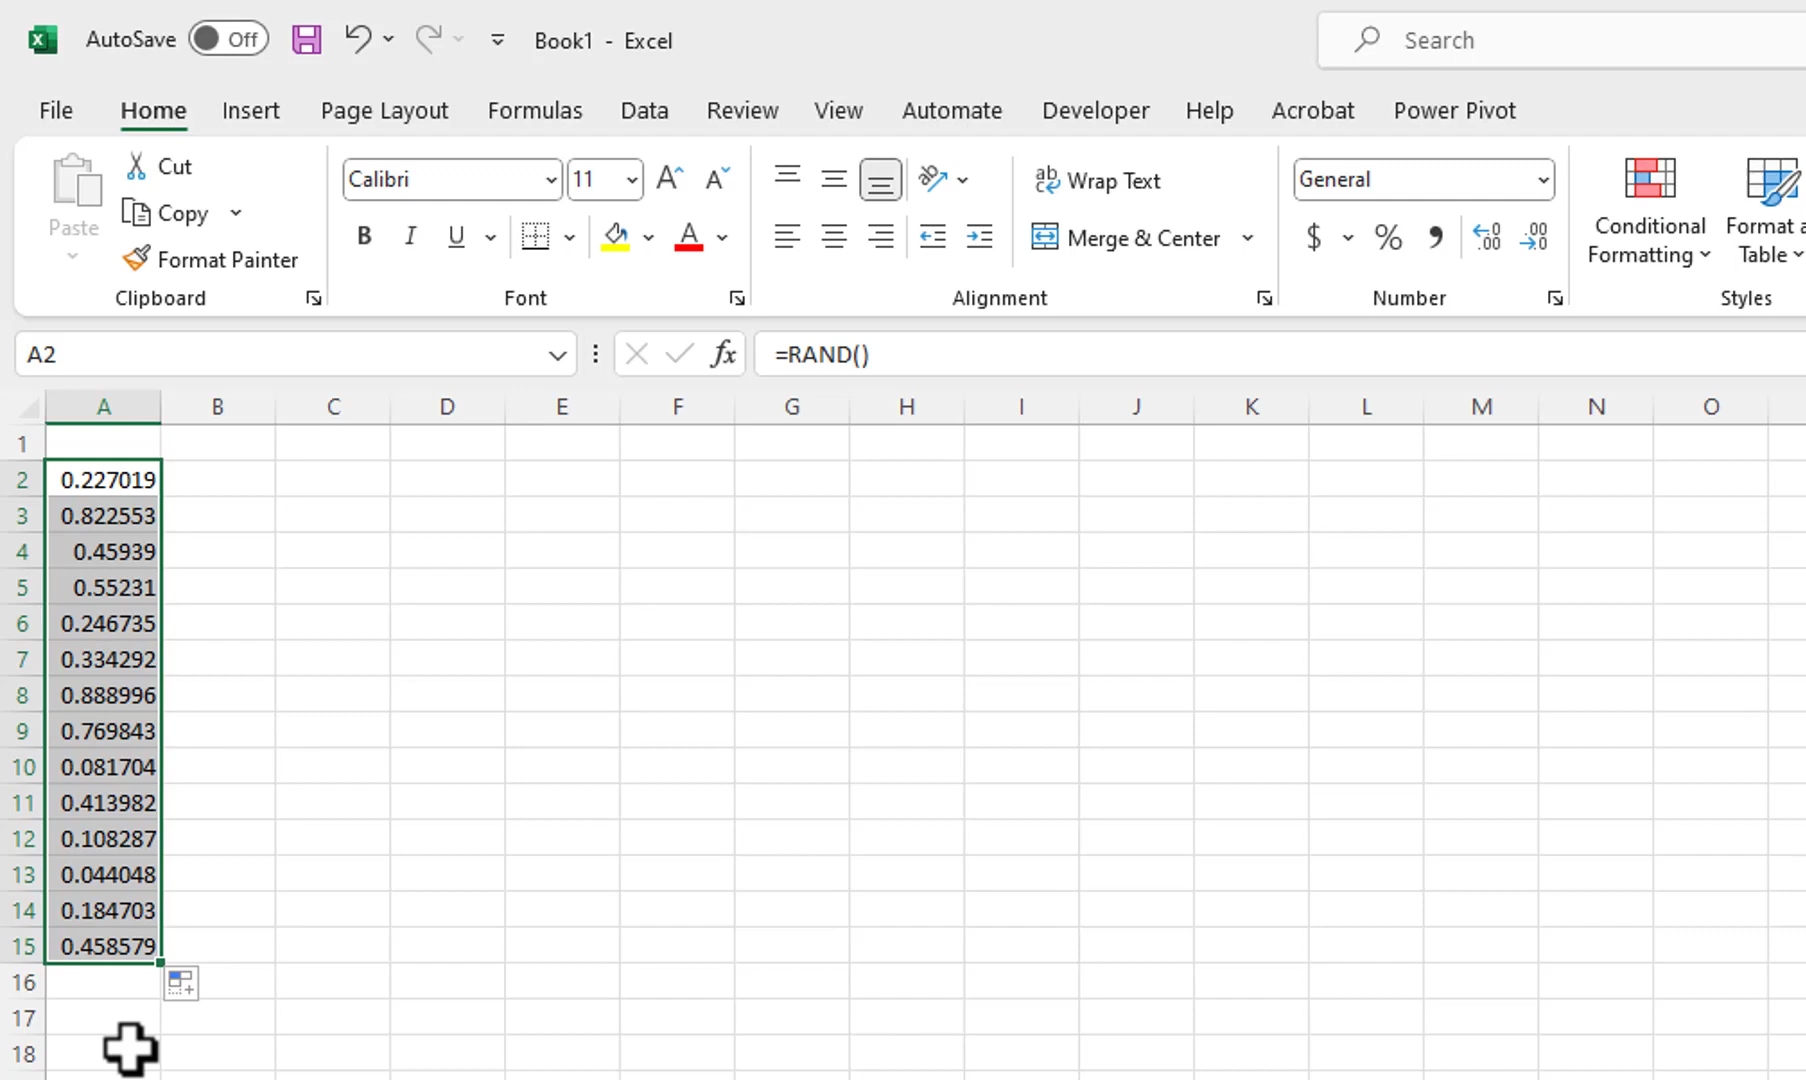 AutoSave Off Book1 - Excel Search
File Home Insert Page Layout Formulas Data Review View Automate Developer Help Acrobat Power Pivot
Paste
Cut
Copy
Format Painter
Clipboard
Calibri 11 A A
B I U A
Font
ab Wrap Text
Merge & Center
Alignment
General
$ % , .00 .00
Number
Conditional
Formatting
Format a
Table
Styles
A2 fx =RAND()
A B C D E F G H I J K L M N O
1
2 0.227019
3 0.822553
4 0.45939
5 0.55231
6 0.246735
7 0.334292
8 0.888996
9 0.769843
10 0.081704
11 0.413982
12 0.108287
13 0.044048
14 0.184703
15 0.458579
16
17
18